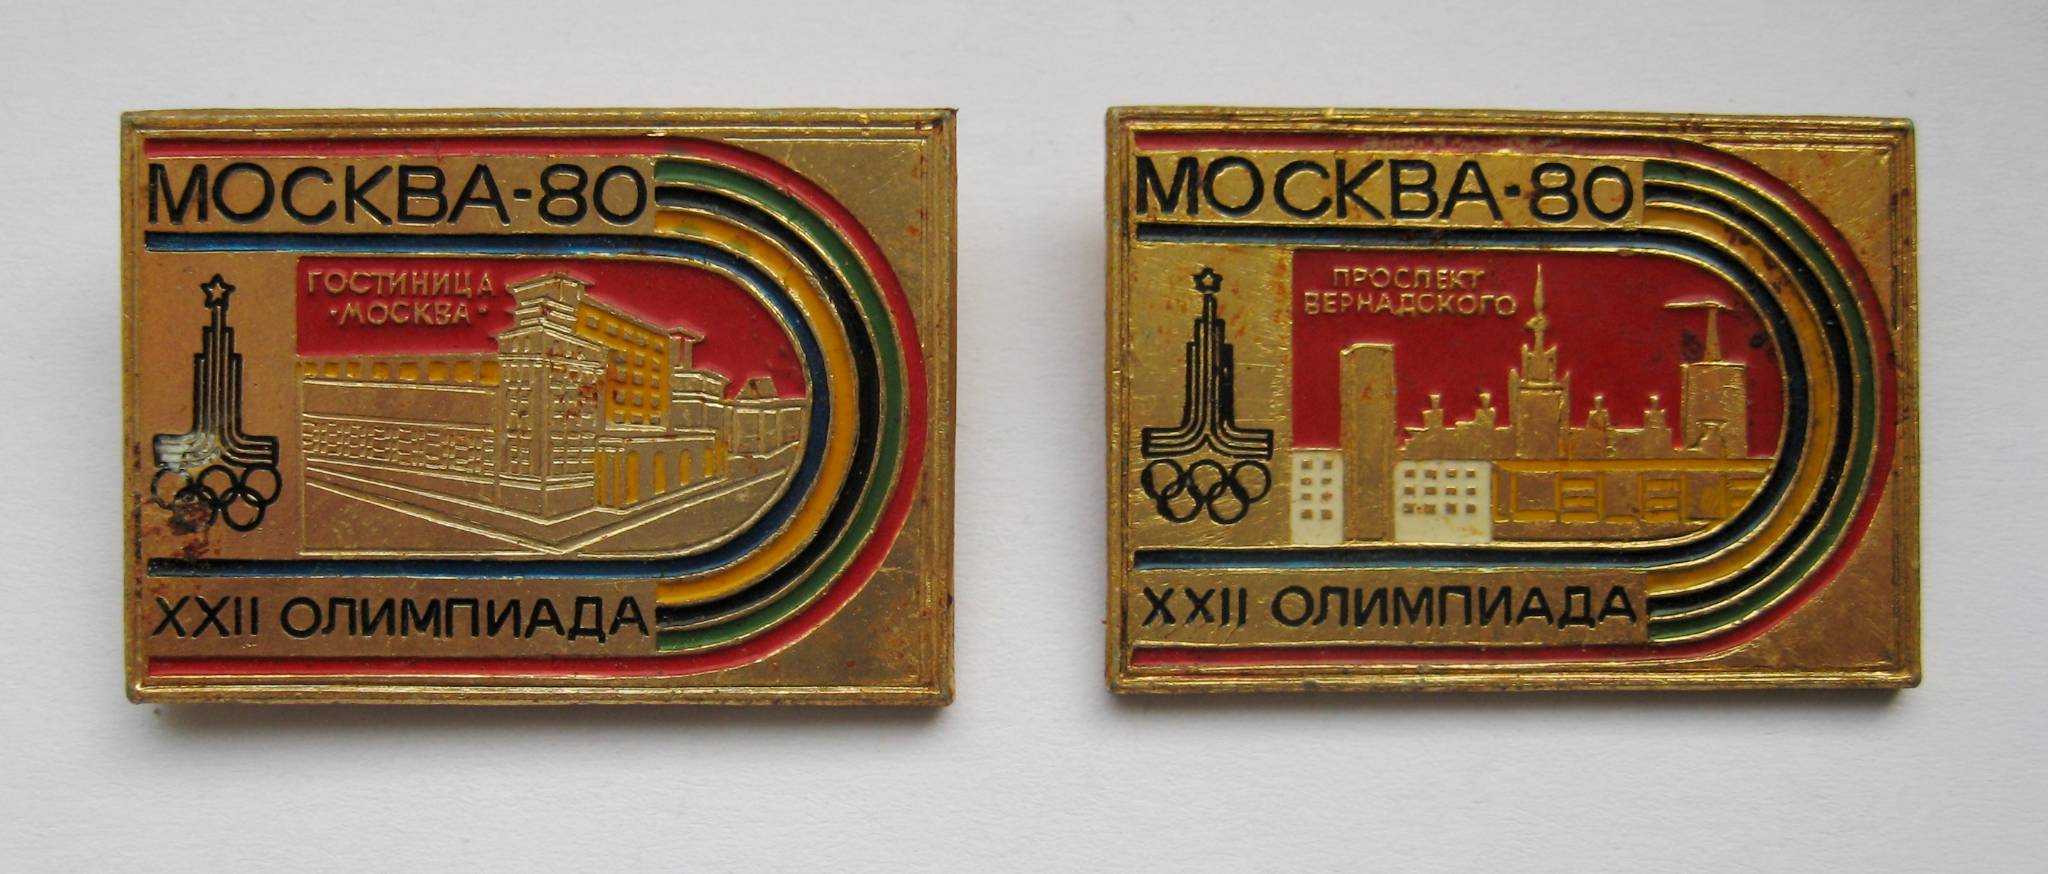 МОСКВА-80
ГОСТИНИЦА
·МОСКВА·
XXII ОЛИМПИАДА
МОСКВА-80
ПРОСПЕКТ
ВЕРНАДСКОГО
XXII ОЛИМПИАДА